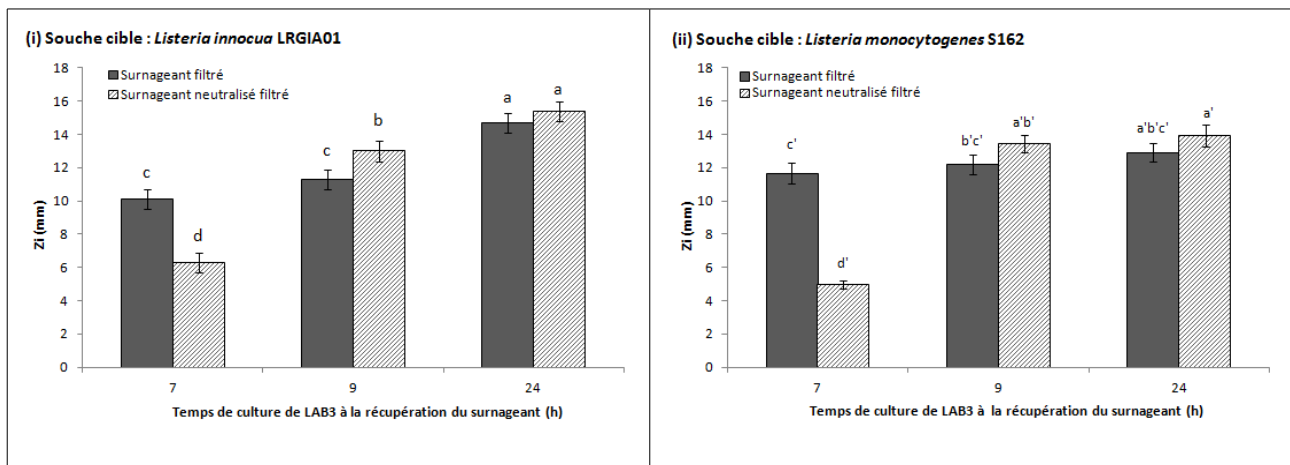 (i) Souche cible : Listeria innocua LRGIA01
18
16
14
12
10
8
6
4
2
0
Zi (mm)
Surnageant filtré
Surnageant neutralisé filtré
c
d
c
b
a
a
7
9
24
Temps de culture de LAB3 à la récupération du surnageant (h)
(ii) Souche cible : Listeria monocytogenes S162
18
16
14
12
10
8
6
4
2
0
Zi (mm)
Surnageant filtré
Surnageant neutralisé filtré
c'
d'
b'c'
a'b'
a'b'c'
a'
7
9
24
Temps de culture de LAB3 à la récupération du surnageant (h)